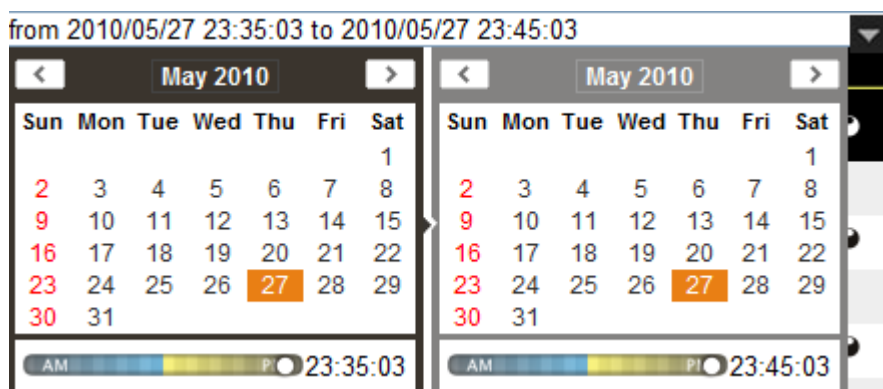 from 2010/05/27 23:35:03 to 2010/05/27 23:45:03
< May 2010 >
Sun Mon Tue Wed Thu Fri Sat
1
2 3 4 5 6 7 8
9 10 11 12 13 14 15
16 17 18 19 20 21 22
23 24 25 26 27 28 29
30 31
AM 23:35:03
< May 2010 >
Sun Mon Tue Wed Thu Fri Sat
1
2 3 4 5 6 7 8
9 10 11 12 13 14 15
16 17 18 19 20 21 22
23 24 25 26 27 28 29
30 31
AM 23:45:03